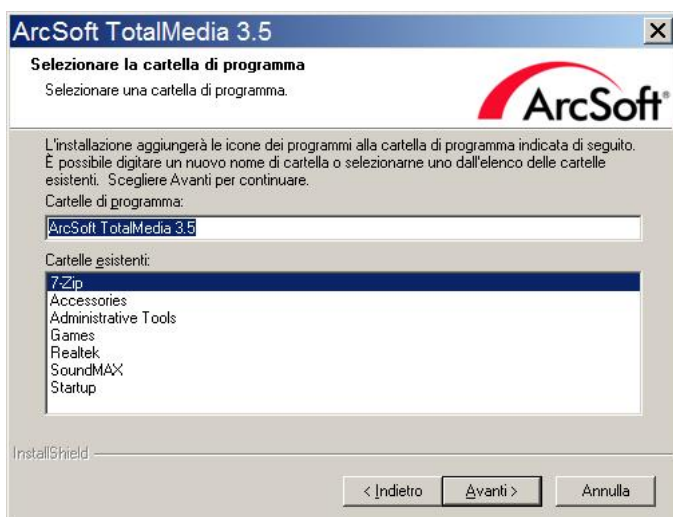 ArcSoft TotalMedia 3.5
Selezionare la cartella di programma
Selezionare una cartella di programma.
ArcSoft®
L'installazione aggiungerà le icone dei programmi alla cartella di programma indicata di seguito.
È possibile digitare un nuovo nome di cartella o selezionarne uno dall'elenco delle cartelle
esistenti. Scegliere Avanti per continuare.
Cartelle di programma:
ArcSoft TotalMedia 3.5
Cartelle esistenti:
7-Zip
Accessories
Administrative Tools
Games
Realtek
SoundMAX
Startup
InstallShield
< Indietro
Avanti >
Annulla